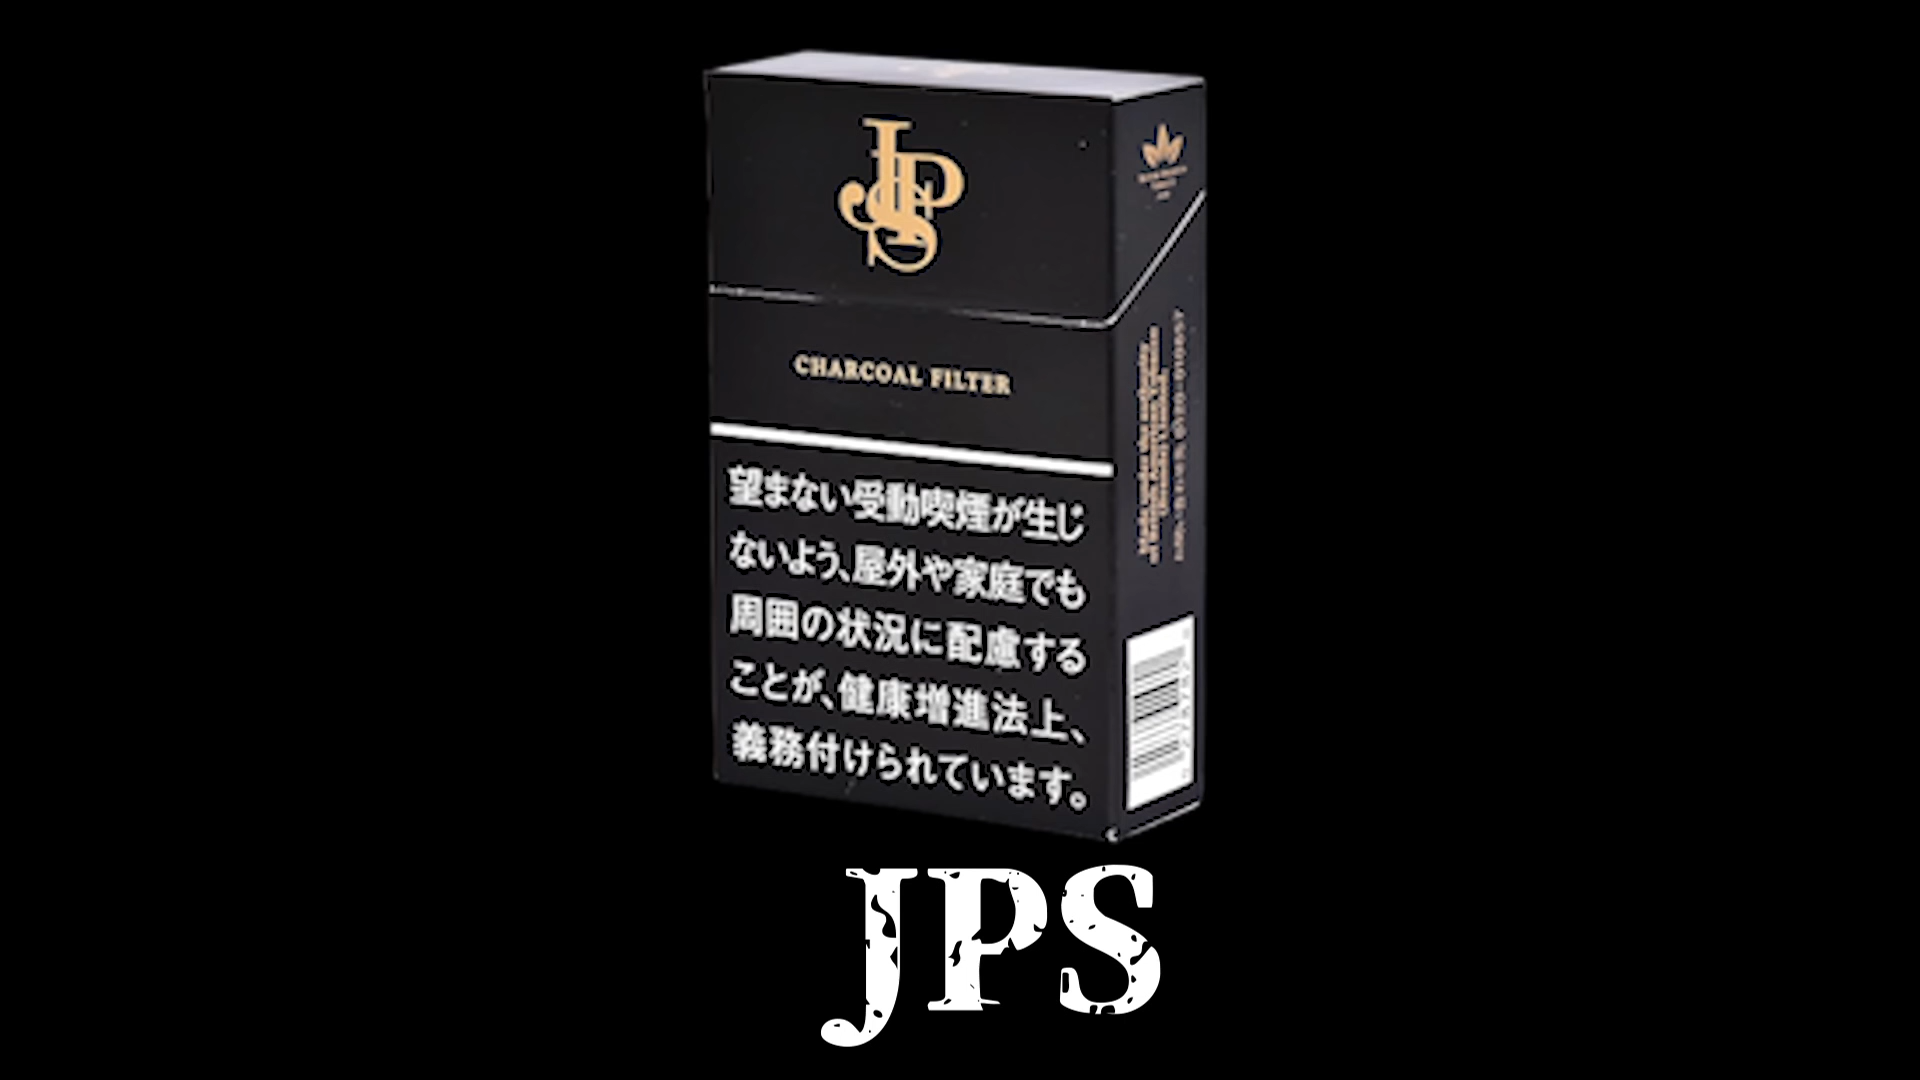 JPS
CHARCOAL FILTER
望まない受動喫煙が生じ
ないよう、屋外や家庭でも
周囲の状況に配慮する
ことが、健康増進法上、
義務付けられています。
JPS